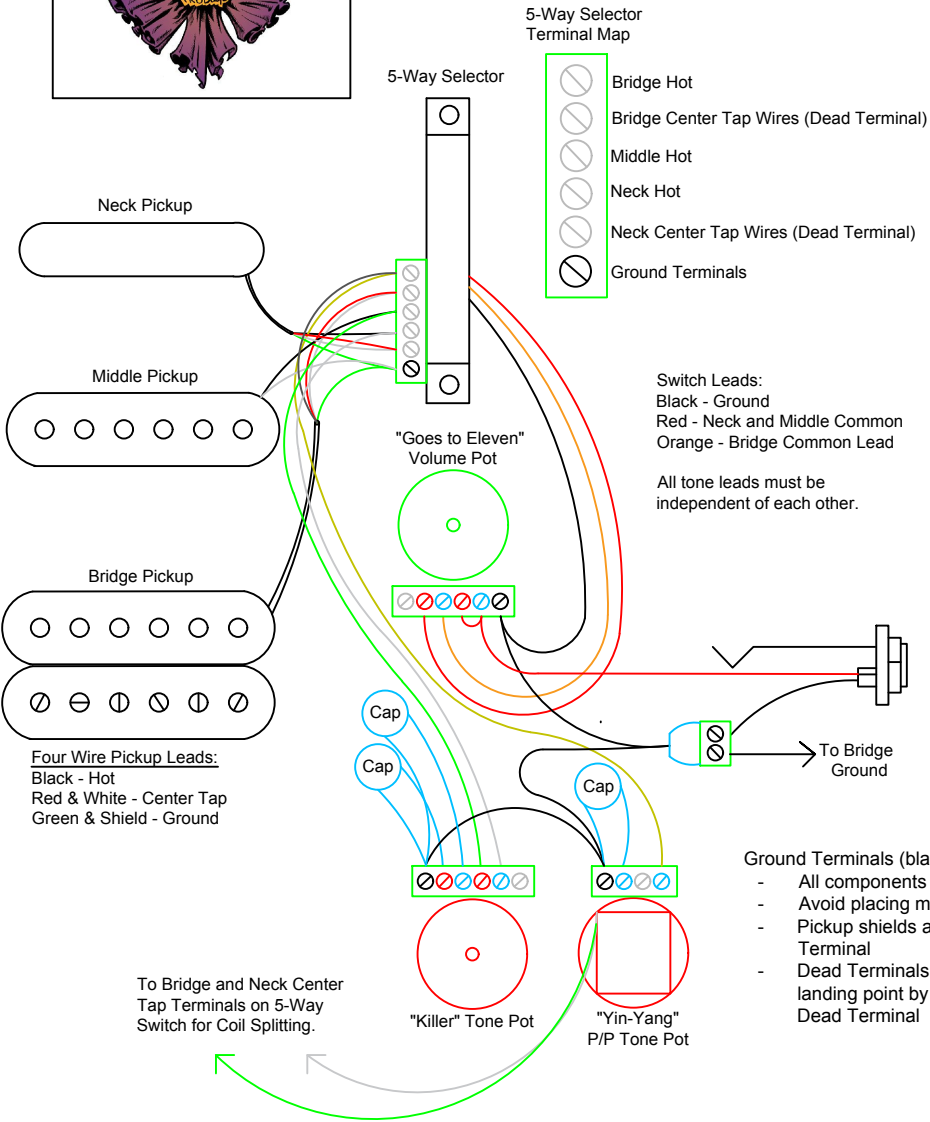 5-Way Selector
Terminal Map
Bridge Hot
Bridge Center Tap Wires (Dead Terminal)
Middle Hot
Neck Hot
Neck Center Tap Wires (Dead Terminal)
Ground Terminals
5-Way Selector
Neck Pickup
Middle Pickup
Bridge Pickup
Switch Leads:
Black - Ground
Red - Neck and Middle Common
Orange - Bridge Common Lead
All tone leads must be
independent of each other.
"Goes to Eleven"
Volume Pot
Four Wire Pickup Leads:
Black - Hot
Red & White - Center Tap
Green & Shield - Ground
Cap
Cap
Cap
To Bridge
Ground
Ground Terminals (bla
- All components
- Avoid placing m
- Pickup shields a
Terminal
- Dead Terminals
landing point by
Dead Terminal
To Bridge and Neck Center
Tap Terminals on 5-Way
Switch for Coil Splitting.
"Killer" Tone Pot
"Yin-Yang"
P/P Tone Pot